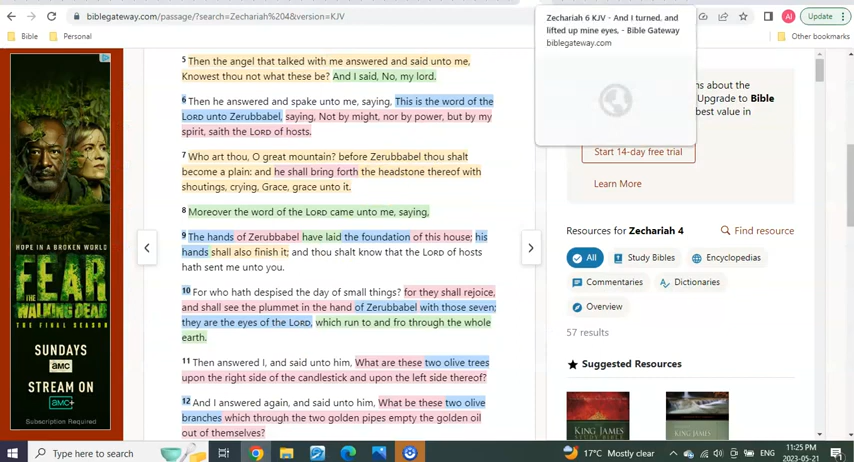 biblegateway.com/passage/?search=Zechariah%204&version=KJV
Zechariah 6 KJV - And I turned, and
lifted up mine eyes, - Bible Gateway
biblegateway.com
AI
Update
Bible
Personal
Other bookmarks
5 Then the angel that talked with me answered and said unto me,
Knowest thou not what these be? And I said, No, my lord.
6 Then he answered and spake unto me, saying, This is the word of the
LORD unto Zerubbabel, saying, Not by might, nor by power, but by my
spirit, saith the LORD of hosts.
7 Who art thou, O great mountain? before Zerubbabel thou shalt
become a plain: and he shall bring forth the headstone thereof with
shoutings, crying, Grace, grace unto it.
8 Moreover the word of the LORD came unto me, saying,
9 The hands of Zerubbabel have laid the foundation of this house; his
hands shall also finish it; and thou shalt know that the LORD of hosts
hath sent me unto you.
10 For who hath despised the day of small things? for they shall rejoice,
and shall see the plummet in the hand of Zerubbabel with those seven;
they are the eyes of the LORD, which run to and fro through the whole
earth.
11 Then answered I, and said unto him, What are these two olive trees
upon the right side of the candlestick and upon the left side thereof?
12 And I answered again, and said unto him, What be these two olive
branches which through the two golden pipes empty the golden oil
out of themselves?
HOPE IN A BROKEN WORLD
FEAR
THE WALKING DEAD
THE FINAL SEASON
SUNDAYS
amc
STREAM ON
amc+
Subscription Required
ns about the
Upgrade to Bible
best value in
Start 14-day free trial
Learn More
Resources for Zechariah 4
Find resource
All
Study Bibles
Encyclopedias
Commentaries
Dictionaries
Overview
57 results
Suggested Resources
KING JAMES
STUDY BIBLE
KING JAMES
Type here to search
17°C Mostly clear
ENG
11:25 PM
2023-05-21